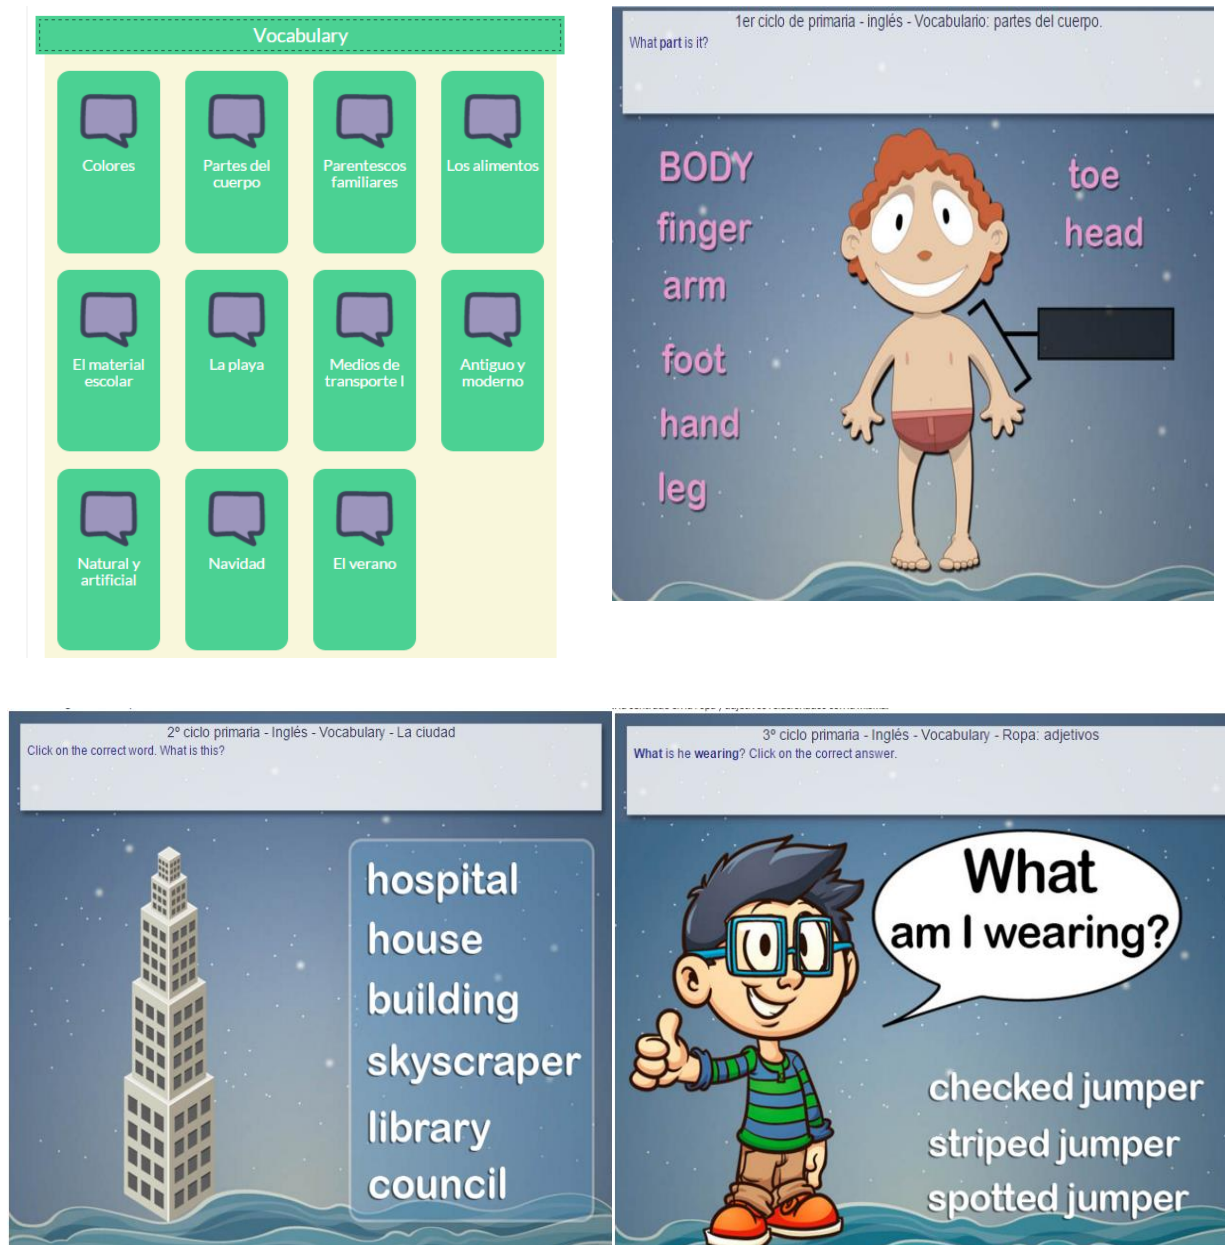 Vocabulary
Colores
Partes del
cuerpo
Parentescos
familiares
Los alimentos
El material
escolar
La playa
Medios de
transporte I
Antiguo y
moderno
Natural y
artificial
Navidad
El verano
1er ciclo de primaria - inglés - Vocabulario: partes del cuerpo.
What part is it?
BODY
finger
arm
foot
hand
leg
toe
head
2º ciclo primaria - Inglés - Vocabulary - La ciudad
Click on the correct word. What is this?
hospital
house
building
skyscraper
library
council
3º ciclo primaria - Inglés - Vocabulary - Ropa: adjetivos
What is he wearing? Click on the correct answer.
What
am I wearing?
checked jumper
striped jumper
spotted jumper